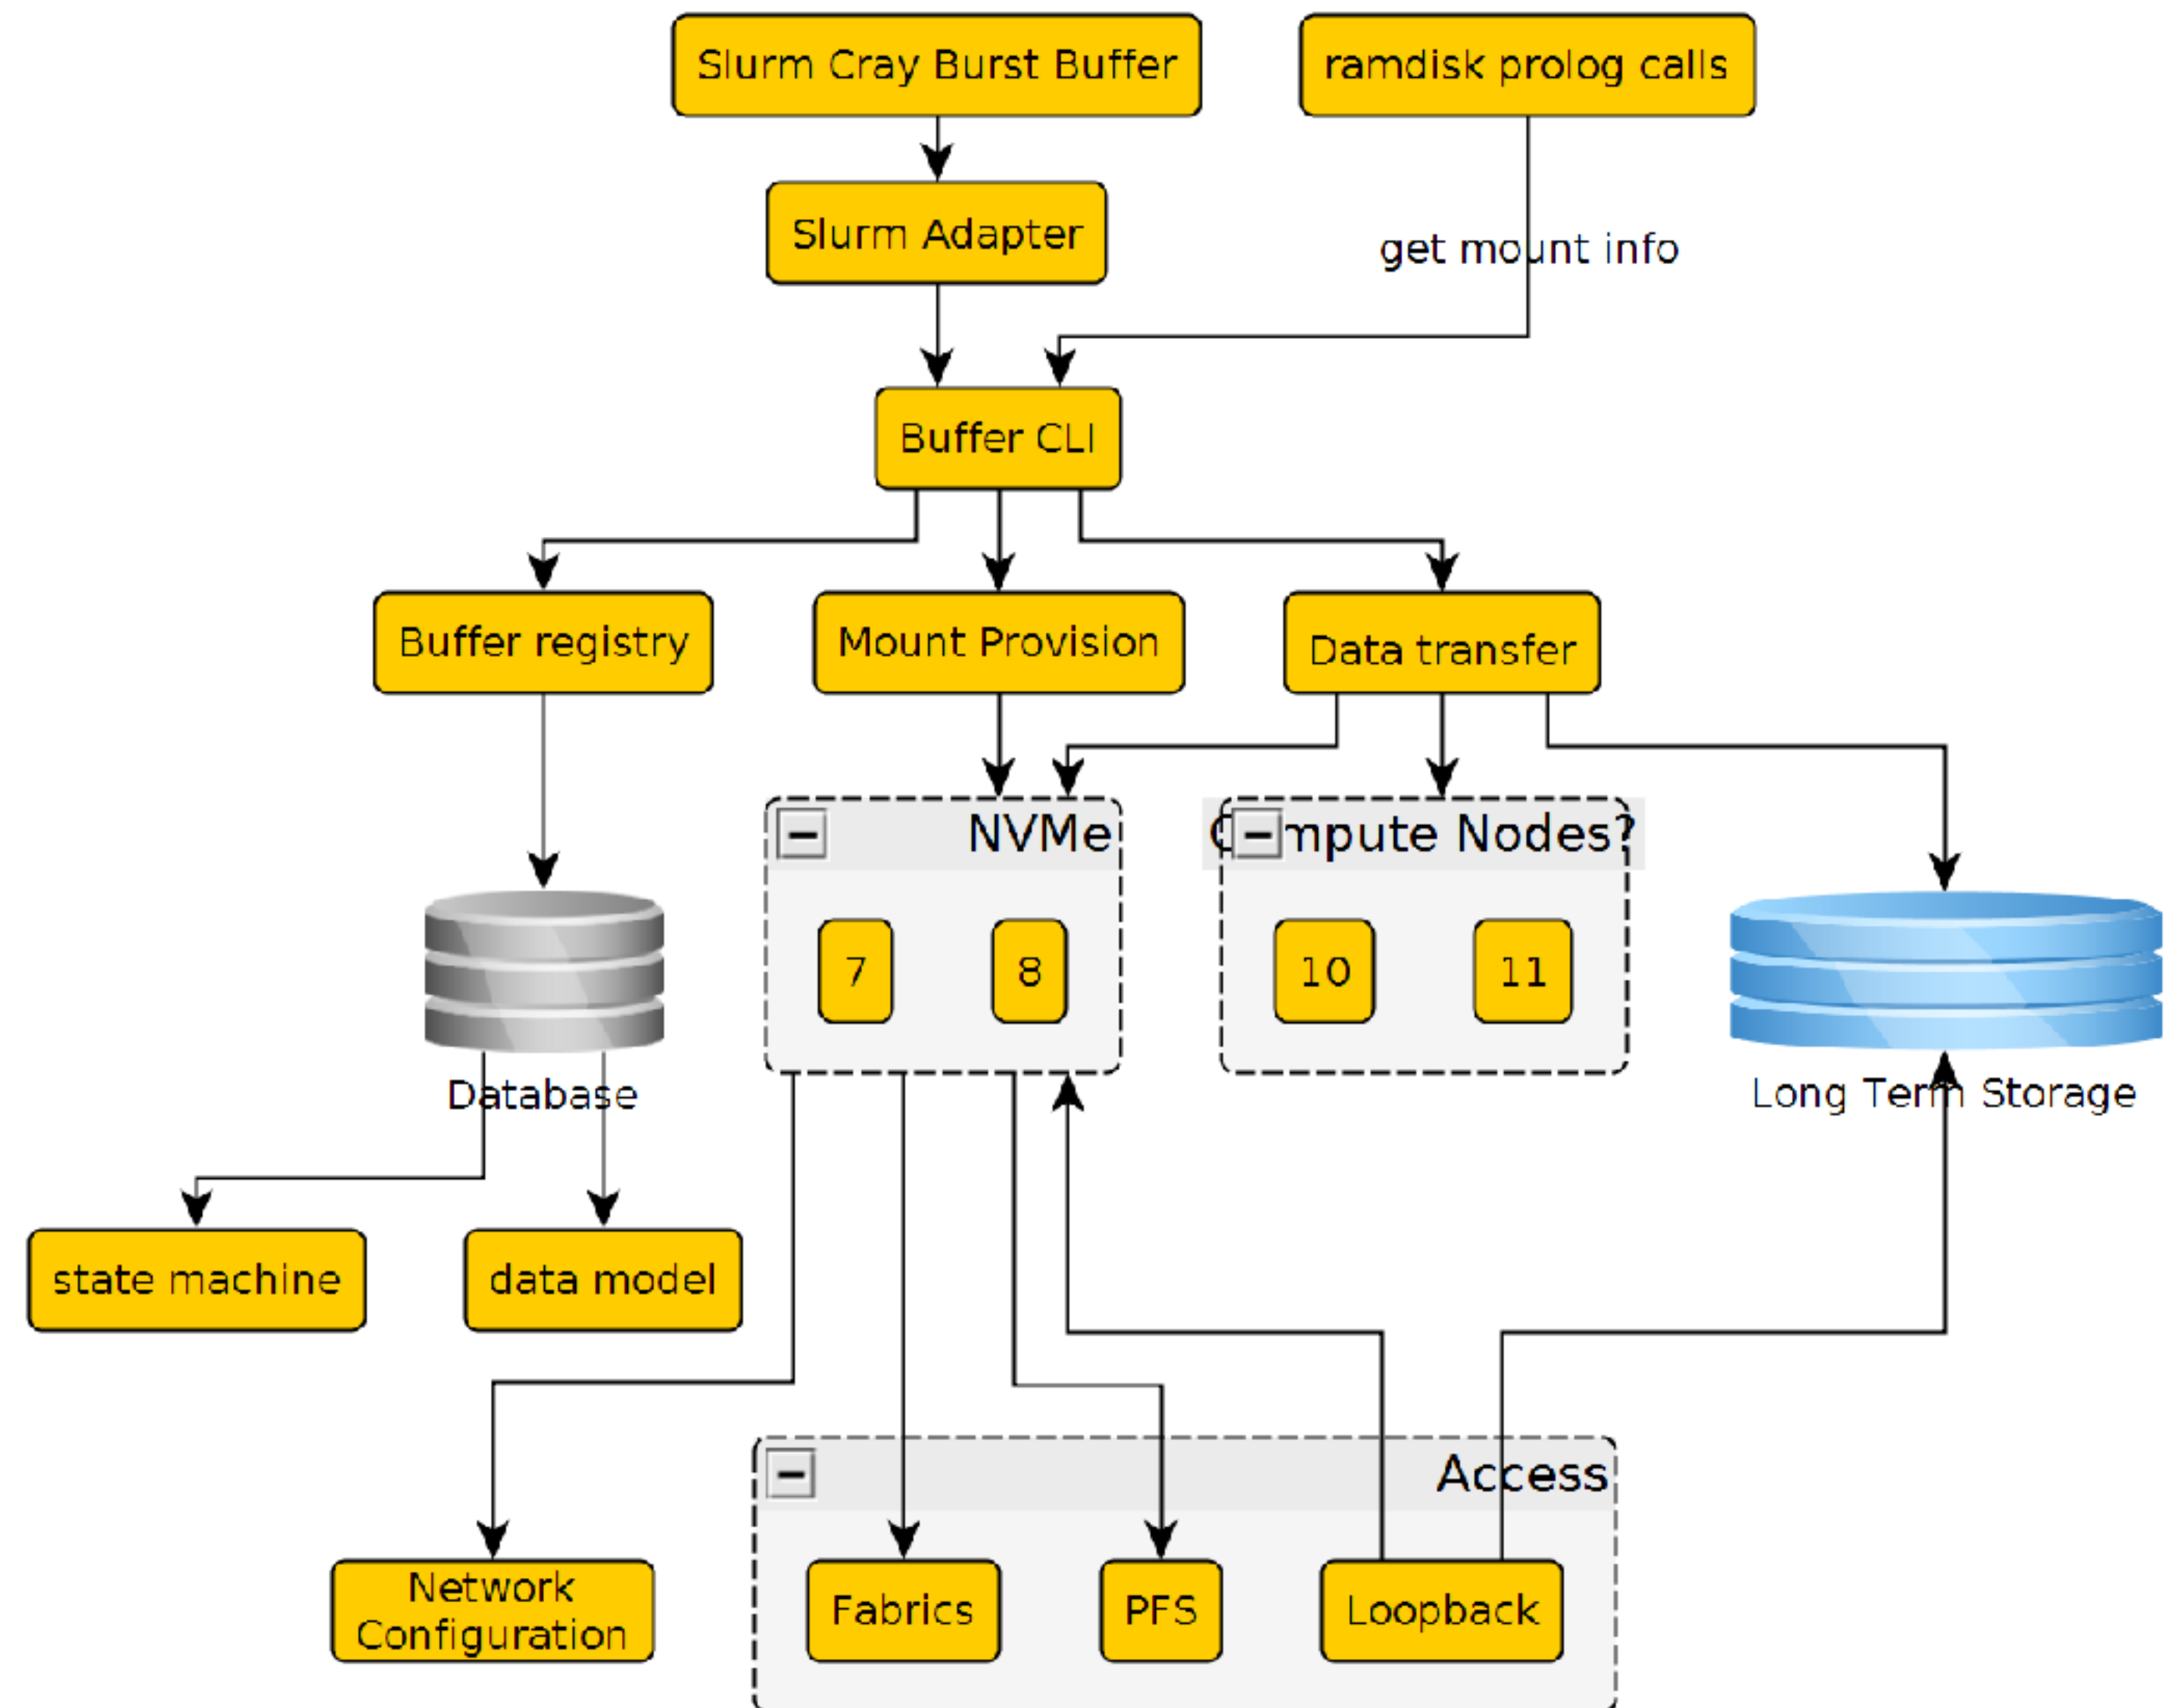 Slurm Cray Burst Buffer
ramdisk prolog calls
Slurm Adapter
get mount info
Buffer CLI
Buffer registry
Mount Provision
Data transfer
NVMe
Compute Nodes?
7
8
10
11
Database
Long Term Storage
state machine
data model
Access
Network
Configuration
Fabrics
PFS
Loopback